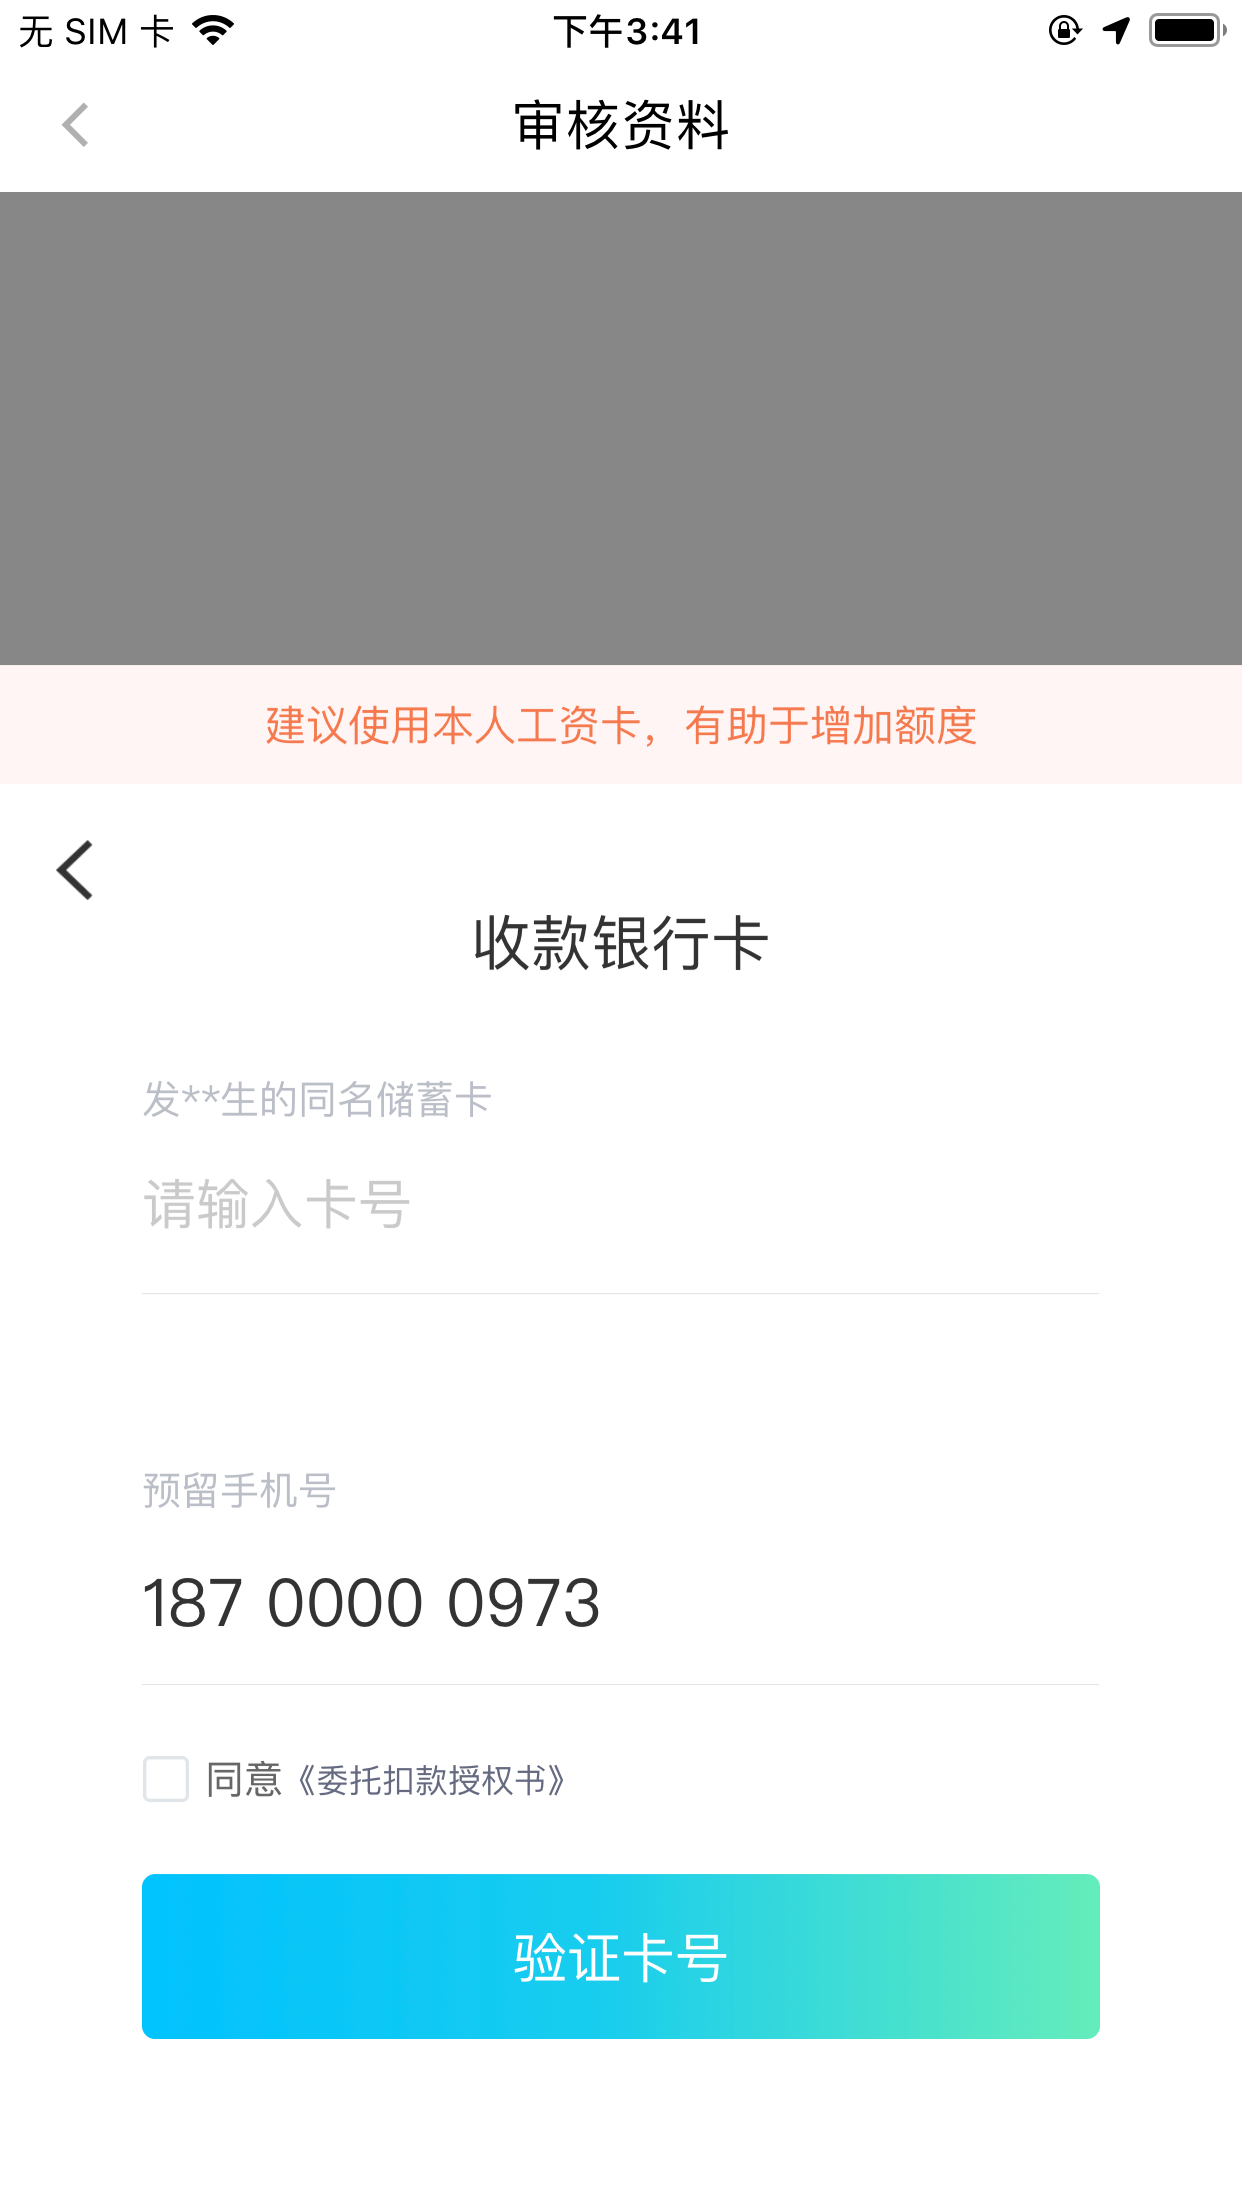 无 SIM 卡 下午3:41
审核资料
建议使用本人工资卡，有助于增加额度
收款银行卡
发**生的同名储蓄卡
请输入卡号
预留手机号
187 0000 0973
同意《委托扣款授权书》
验证卡号